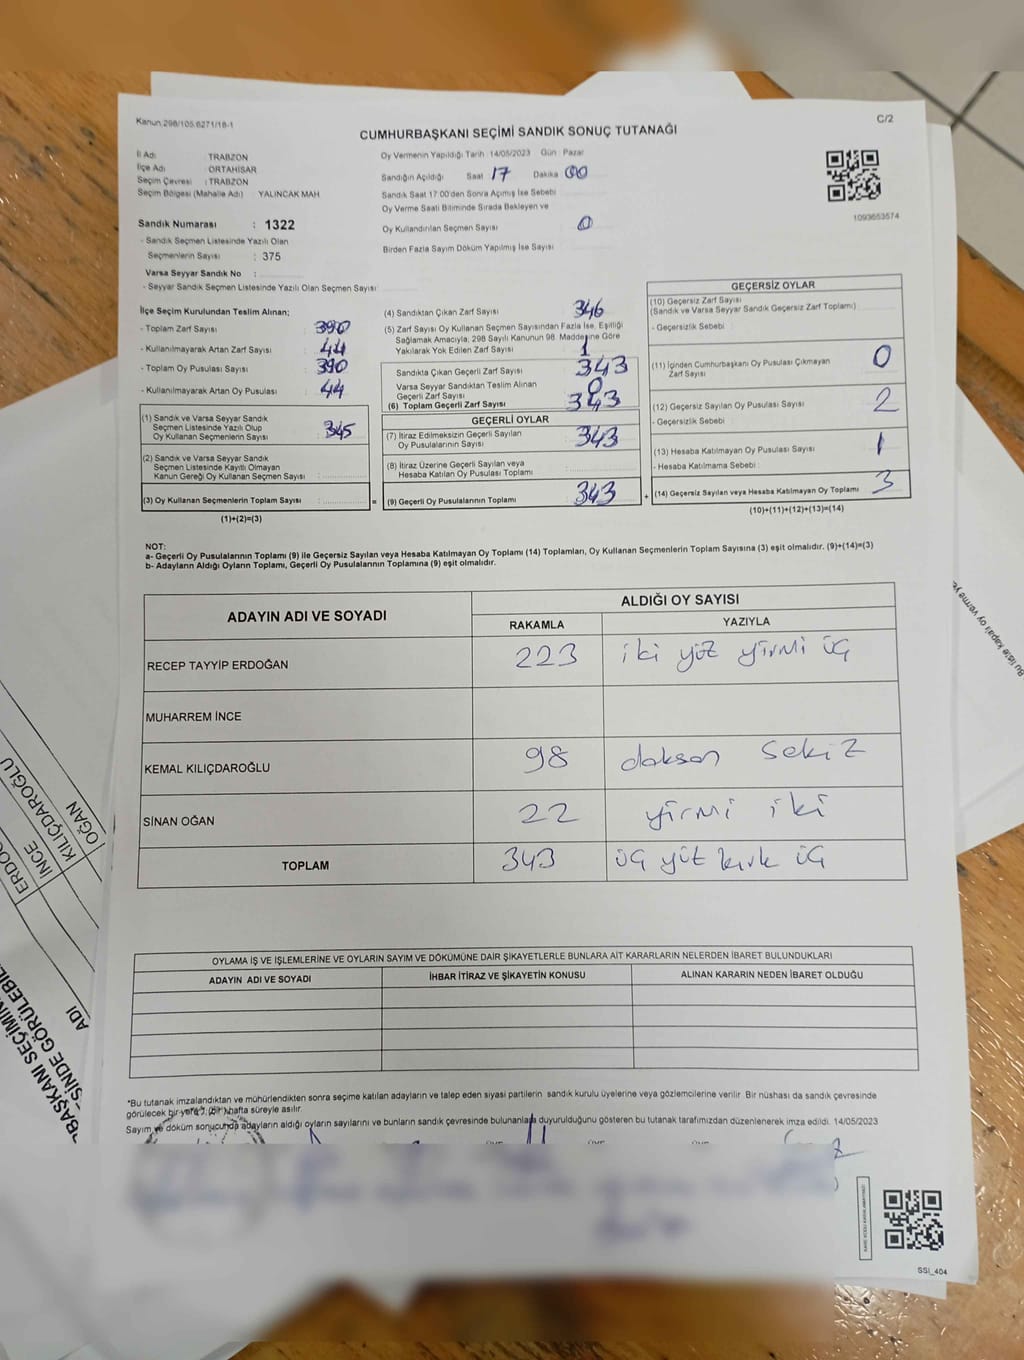 Kanun.298/105.6271/18-1
C/2
CUMHURBAŞKANI SEÇİMİ SANDIK SONUÇ TUTANAĞI
İl Adı : TRABZON
İlçe Adı ORTAHİSAR
Seçim Çevresi : TRABZON
Seçim Bölgesi (Mahalle Adı) YALINCAK MAH
Sandık Numarası : 1322
- Sandık Seçmen Listesinde Yazılı Olan
Seçmenlerin Sayısı : 375
Varsa Seyyar Sandık No :
- Seyyar Sandık Seçmen Listesinde Yazılı Olan Seçmen Sayısı
Oy Vermenin Yapıldığı Tarih 14/05/2023 Gün Pazar
Sandığın Açıldığı Saat 17 Dakika 00
Sandık Saat 17:00'den Sonra Açımış İse Sebebi
Oy Verme Saati Bitiminde Sırada Bekleyen ve
Oy Kullandırılan Seçmen Sayısı 0
Birden Fazla Sayım Döküm Yapılmış İse Sayısı
1093653574
İlçe Seçim Kurulundan Teslim Alınan;
- Toplam Zarf Sayısı : 390
- Kullanılmayarak Artan Zarf Sayısı : 44
- Toplam Oy Pusulası Sayısı : 390
- Kullanılmayarak Artan Oy Pusulası : 44
(1) Sandık ve Varsa Seyyar Sandık
Seçmen Listesinde Yazılı Olup
Oy Kullanan Seçmenlerin Sayısı : 345
(2) Sandık ve Varsa Seyyar Sandık
Seçmen Listesinde Kayıtlı Olmayan
Kanun Gereği Oy Kullanan Seçmen Sayısı :
(3) Oy Kullanan Seçmenlerin Toplam Sayısı :
(1)+(2)=(3)
=
(4) Sandıktan Çıkan Zarf Sayısı 346
(5) Zarf Sayısı Oy Kullanan Seçmen Sayısından Fazla İse, Eşitliği
Sağlamak Amacıyla, 298 Sayılı Kanunun 98. Maddesine Göre
Yakılarak Yok Edilen Zarf Sayısı 1
Sandıkta Çıkan Geçerli Zarf Sayısı 343
Varsa Seyyar Sandıktan Teslim Alınan
Geçerli Zarf Sayısı 0
(6) Toplam Geçerli Zarf Sayısı 343
GEÇERLİ OYLAR
(7) İtiraz Edilmeksizin Geçerli Sayılan
Oy Pusulalarının Sayısı : 343
(8) İtiraz Üzerine Geçerli Sayılan veya
Hesaba Katılan Oy Pusulası Toplamı
(9) Geçerli Oy Pusulalarının Toplamı : 343
+
GEÇERSİZ OYLAR
(10) Geçersiz Zarf Sayısı
(Sandık ve Varsa Seyyar Sandık Geçersiz Zarf Toplamı)
- Geçersizlik Sebebi :
(11) İçinden Cumhurbaşkanı Oy Pusulası Çıkmayan
Zarf Sayısı 0
(12) Geçersiz Sayılan Oy Pusulası Sayısı 2
- Geçersizlik Sebebi :
(13) Hesaba Katılmayan Oy Pusulası Sayısı 1
- Hesaba Katılmama Sebebi :
(14) Geçersiz Sayılan veya Hesaba Katılmayan Oy Toplamı 3
(10)+(11)+(12)+(13)=(14)
NOT:
a- Geçerli Oy Pusulalarının Toplamı (9) ile Geçersiz Sayılan veya Hesaba Katılmayan Oy Toplamı (14) Toplamları, Oy Kullanan Seçmenlerin Toplam Sayısına (3) eşit olmalıdır. (9)+(14)=(3)
b- Adayların Aldığı Oyların Toplamı, Geçerli Oy Pusulalarının Toplamına (9) eşit olmalıdır.
ADAYIN ADI VE SOYADI ALDIĞI OY SAYISI
RAKAMLA YAZIYLA
RECEP TAYYİP ERDOĞAN 223 iki yüz yirmi üç
MUHARREM İNCE
KEMAL KILIÇDAROĞLU 98 doksan sekiz
SİNAN OĞAN 22 yirmi iki
TOPLAM 343 üç yüz kırk üç
OYLAMA İŞ VE İŞLEMLERİNE VE OYLARIN SAYIM VE DÖKÜMÜNE DAİR ŞİKAYETLERLE BUNLARA AİT KARARLARIN NELERDEN İBARET BULUNDUKLARI
ADAYIN ADI VE SOYADI İHBAR İTİRAZ VE ŞİKAYETİN KONUSU ALINAN KARARIN NEDEN İBARET OLDUĞU
*Bu tutanak imzalandıktan ve mühürlendikten sonra seçime katılan adayların ve talep eden siyasi partilerin sandık kurulu üyelerine veya gözlemcilerine verilir. Bir nüshası da sandık çevresinde
görülecek bir yere 1 (bir) hafta süreyle asılır.
Sayım ve döküm sonucunda adayların aldığı oyların sayılarını ve bunların sandık çevresinde bulunanlara duyurulduğunu gösteren bu tutanak tarafımızdan düzenlenerek imza edildi. 14/05/2023
SSI_404
Bu liste kapalı oy verme ye
OĞAN
KILIÇDAROĞLU
İNCE
ERDOĞ
ADI
SİNDE GÖRÜLEBİL
BAŞKANI SEÇİMİN